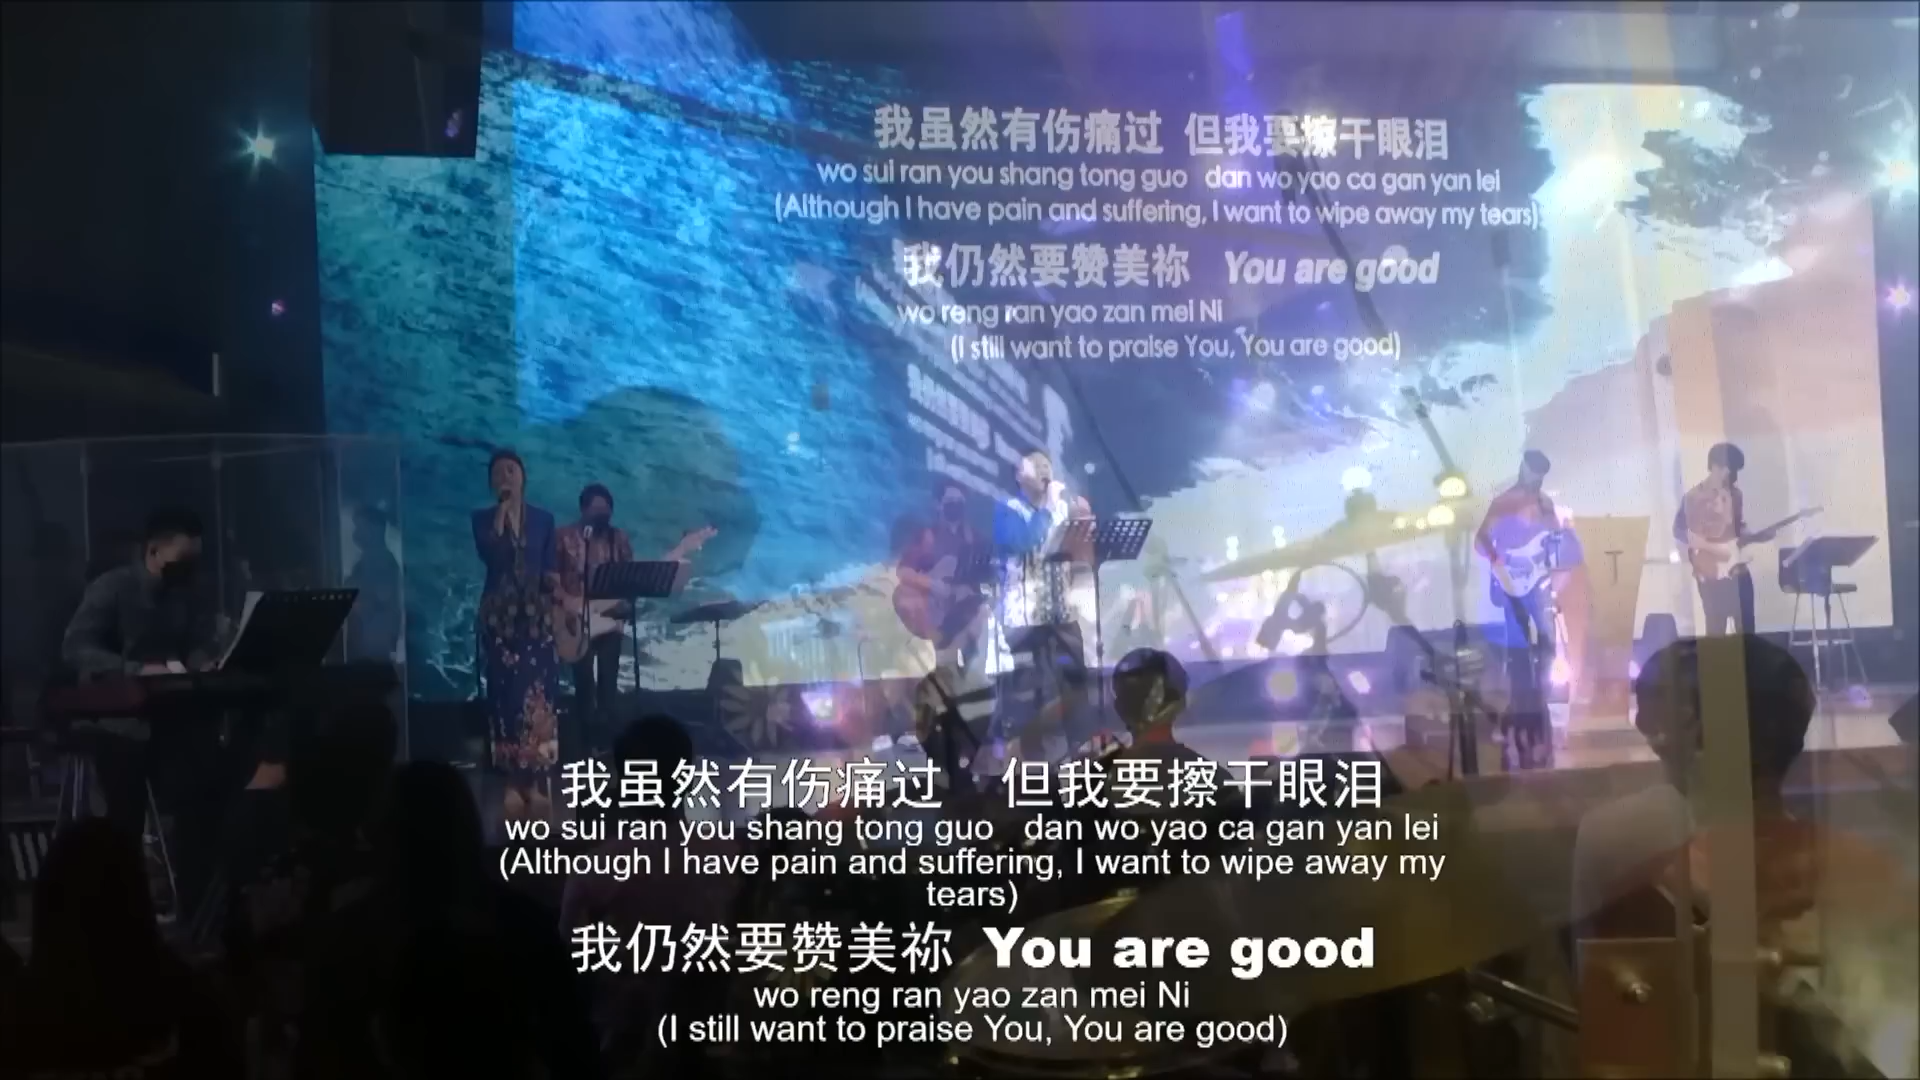 我虽然有伤痛过 但我要擦干眼泪
wo sui ran you shang tong guo dan wo yao ca gan yan lei
(Although I have pain and suffering, I want to wipe away my tears)
我仍然要赞美祢 You are good
wo reng ran yao zan mei Ni
(I still want to praise You, You are good)
我虽然有伤痛过 但我要擦干眼泪
wo sui ran you shang tong guo dan wo yao ca gan yan lei
(Although I have pain and suffering, I want to wipe away my
tears)
我仍然要赞美祢 You are good
wo reng ran yao zan mei Ni
(I still want to praise You, You are good)